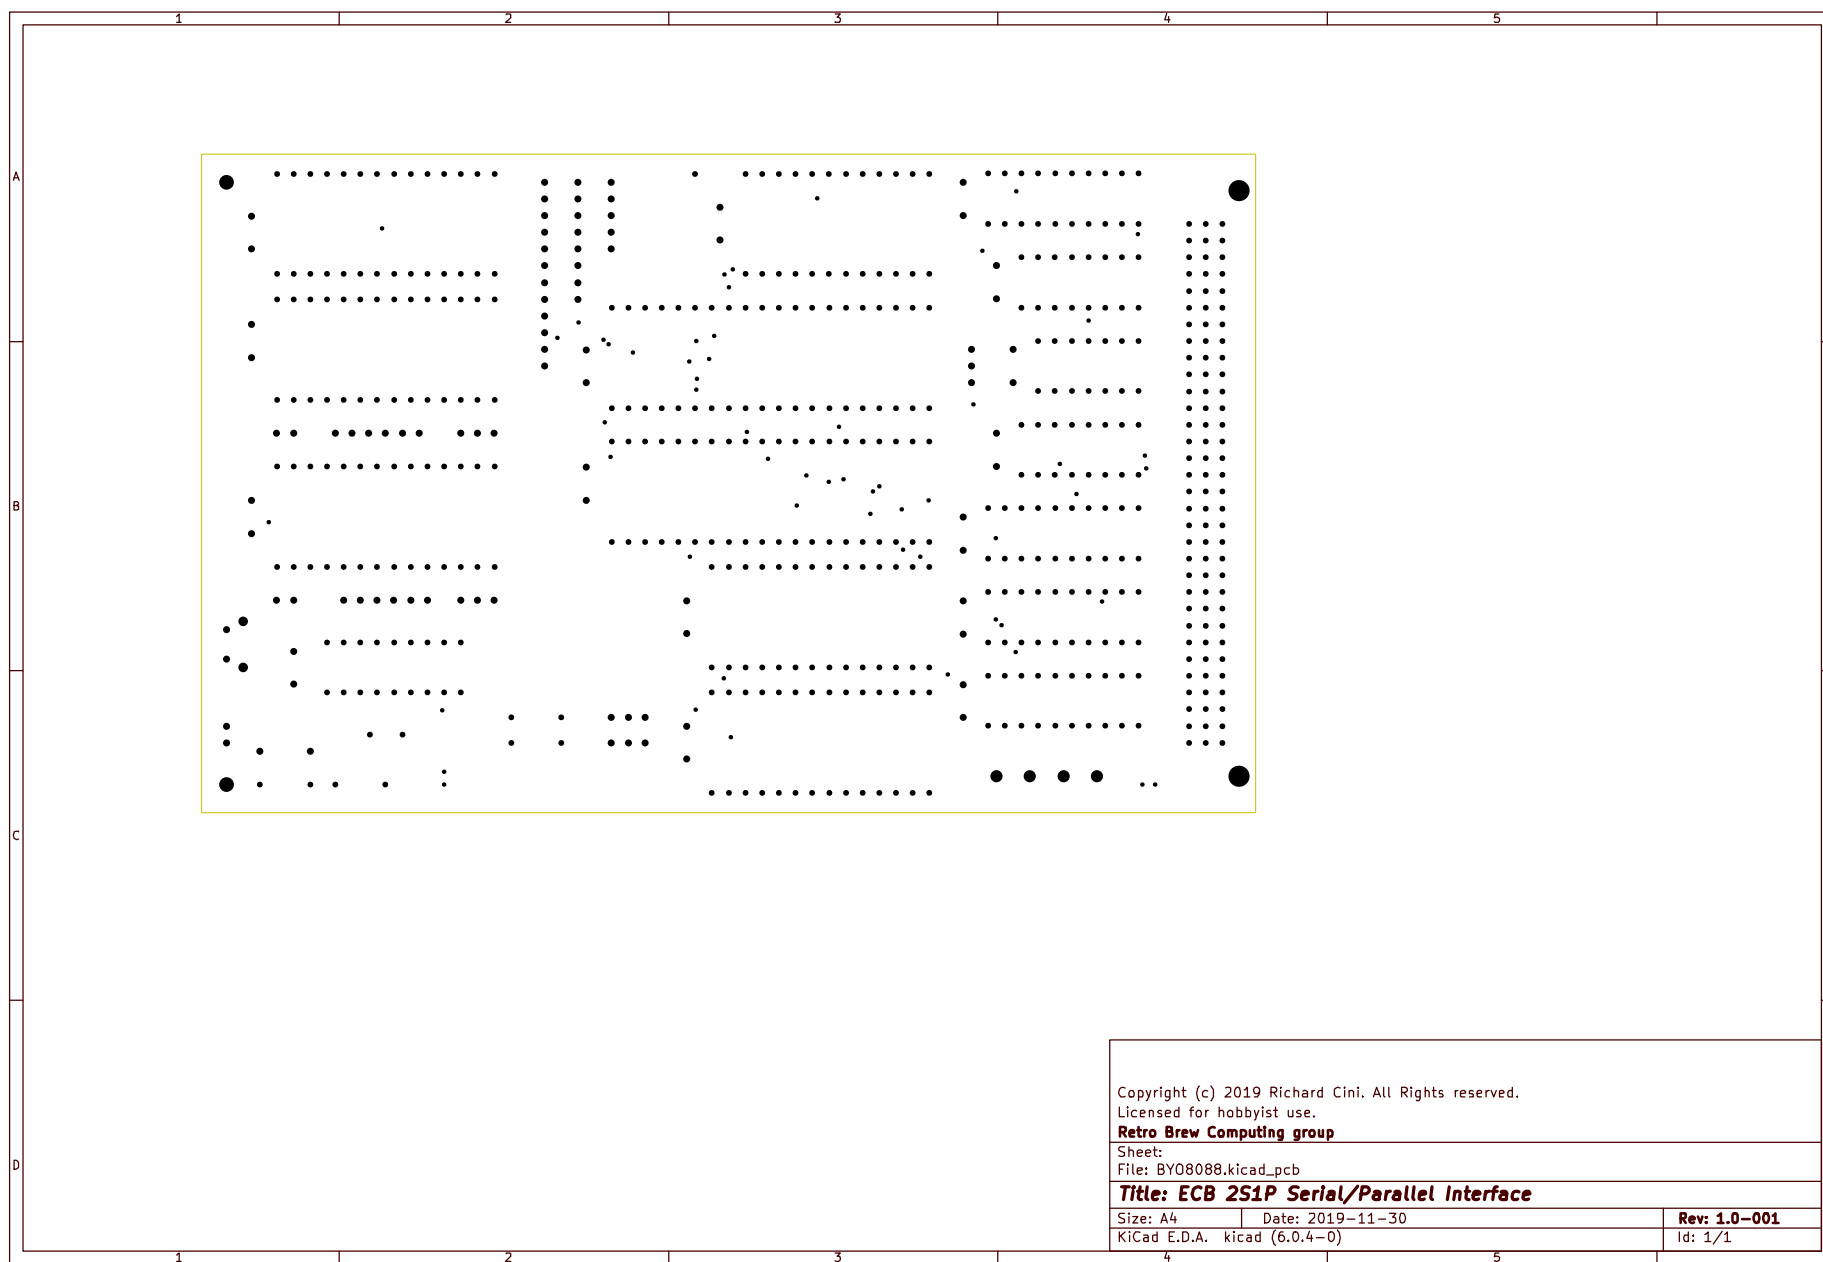 1 2 3 4 5
A
B
C
D
Copyright (c) 2019 Richard Cini. All Rights reserved.
Licensed for hobbyist use.
Retro Brew Computing group
Sheet:
File: BYO8088.kicad_pcb
Title: ECB 2S1P Serial/Parallel Interface
Size: A4 Date: 2019-11-30 Rev: 1.0-001
KiCad E.D.A. kicad (6.0.4-0) Id: 1/1
1 2 3 4 5